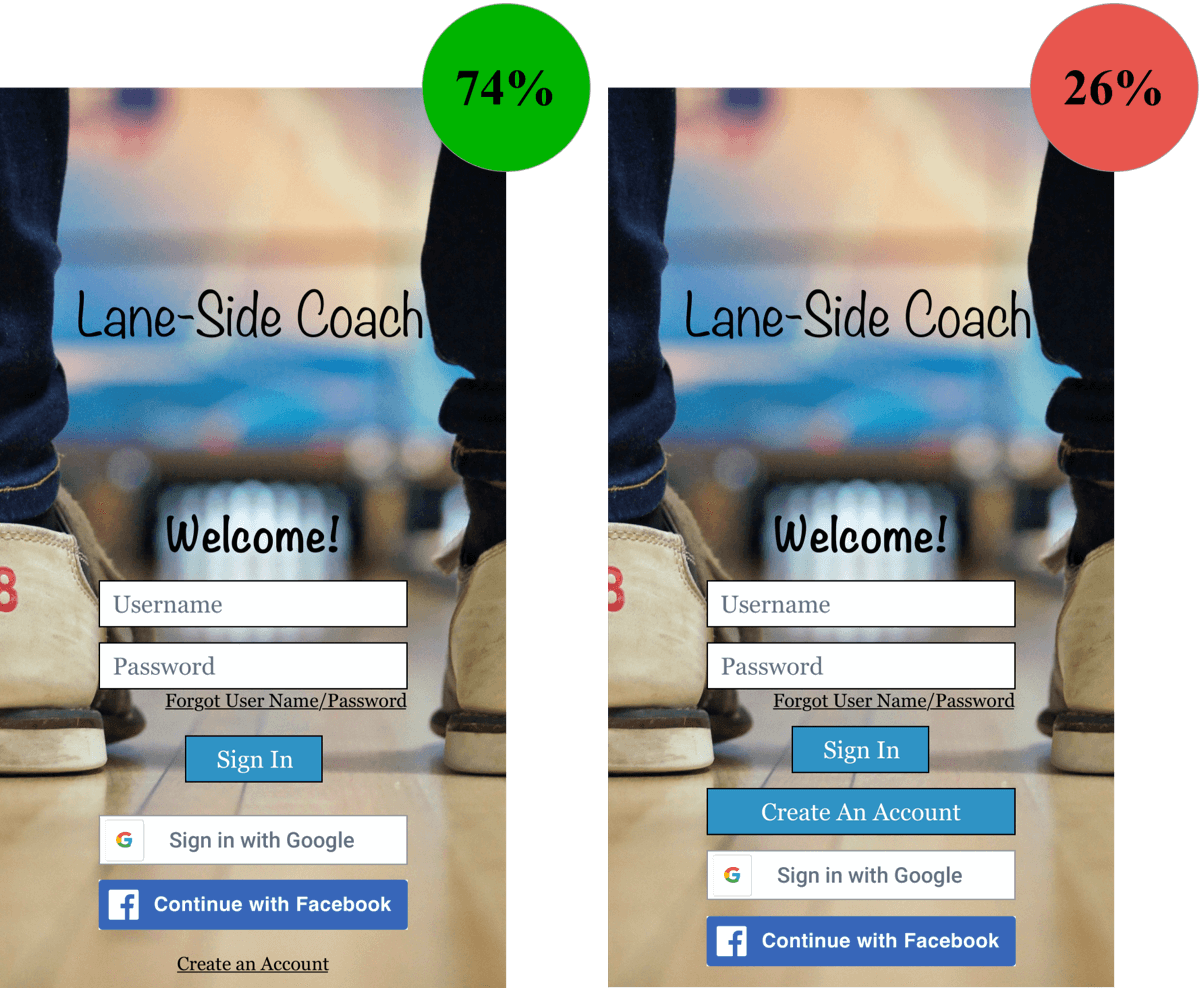 74%
Lane-Side Coach
Welcome!
Username
Password
Forgot User Name/Password
Sign In
G Sign in with Google
f Continue with Facebook
Create an Account
26%
Lane-Side Coach
Welcome!
Username
Password
Forgot User Name/Password
Sign In
Create An Account
G Sign in with Google
f Continue with Facebook
8
8